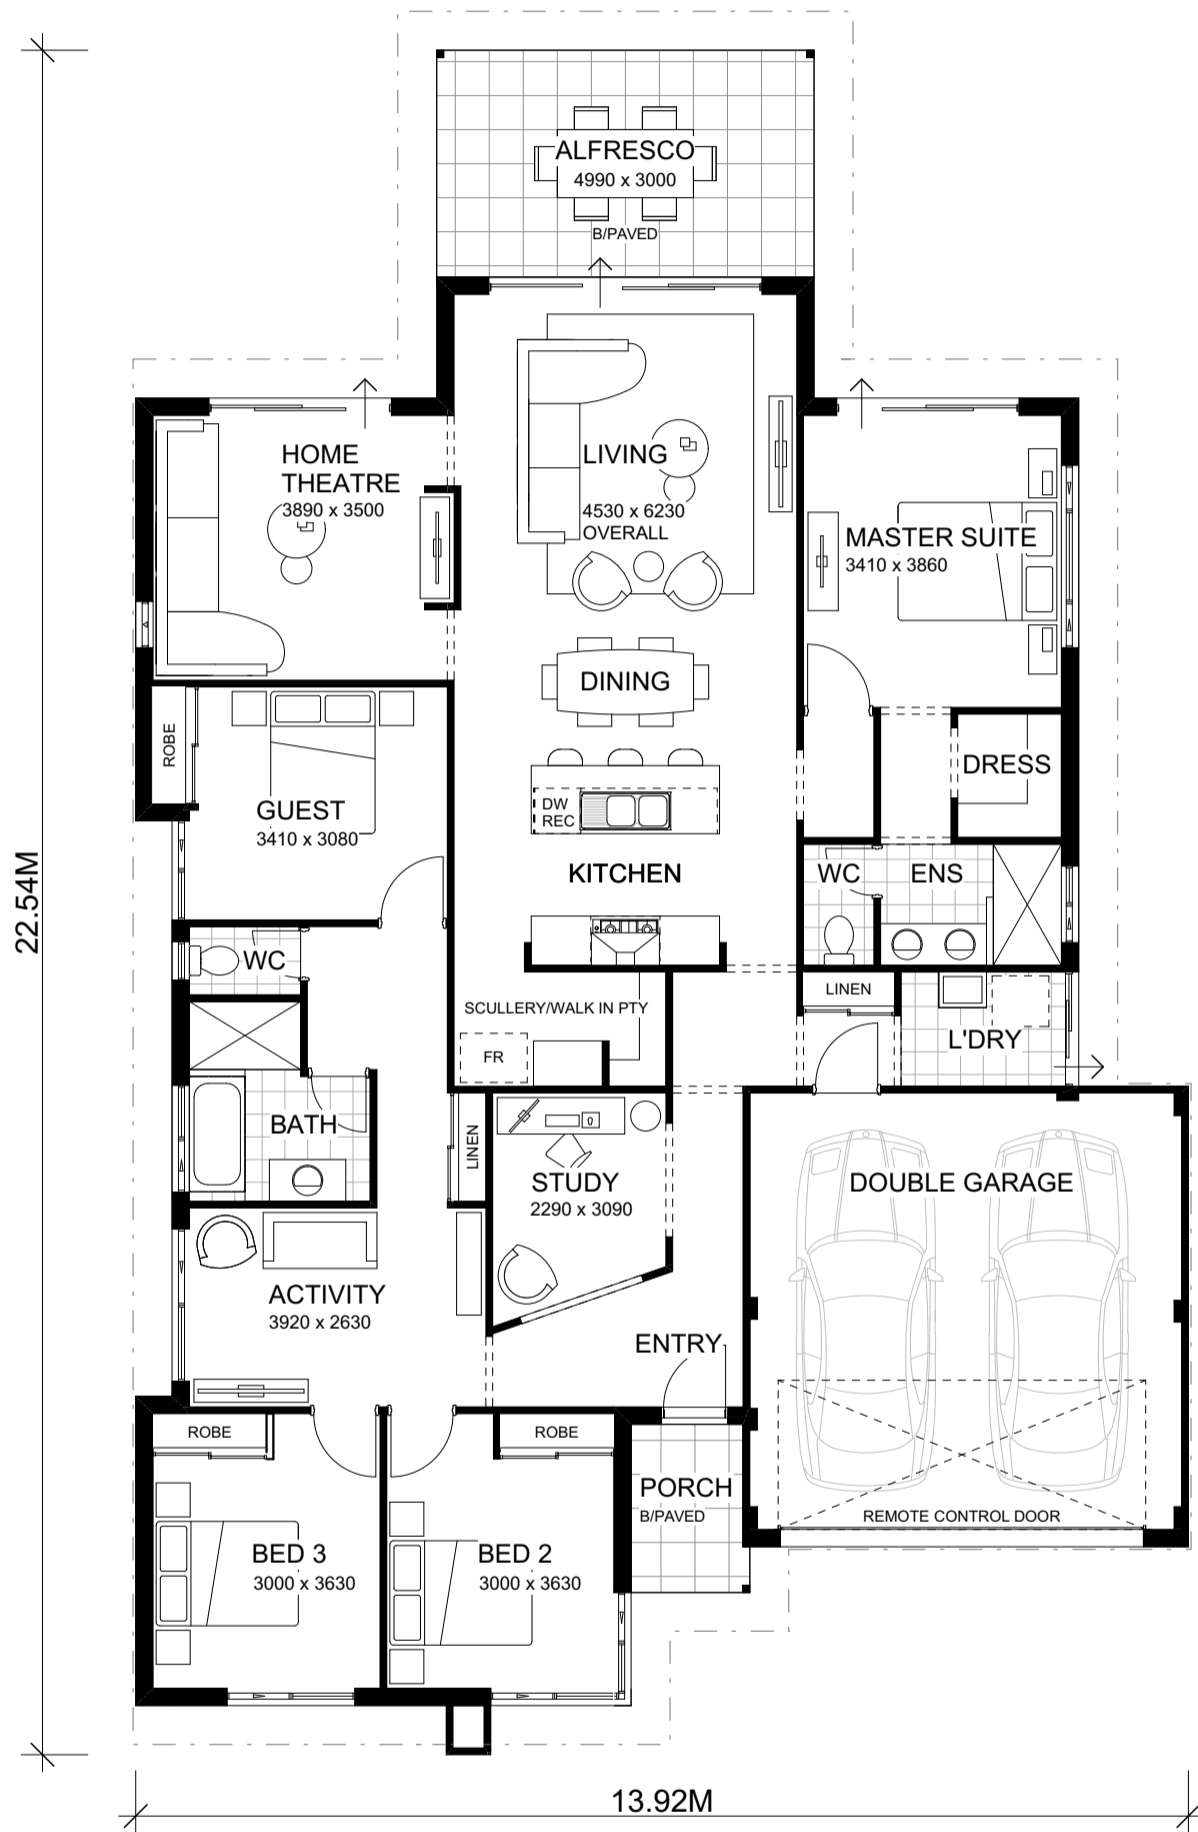 ALFRESCO
4990 x 3000
B/PAVED
HOME
THEATRE
3890 x 3500
LIVING
4530 x 6230
OVERALL
MASTER SUITE
3410 x 3860
DINING
ROBE
GUEST
3410 x 3080
DRESS
DW
REC
KITCHEN
WC
ENS
22.54M
WC
LINEN
SCULLERY/WALK IN PTY
FR
L'DRY
BATH
LINEN
STUDY
2290 x 3090
DOUBLE GARAGE
ACTIVITY
3920 x 2630
ENTRY
ROBE
ROBE
PORCH
B/PAVED
REMOTE CONTROL DOOR
BED 3
3000 x 3630
BED 2
3000 x 3630
13.92M